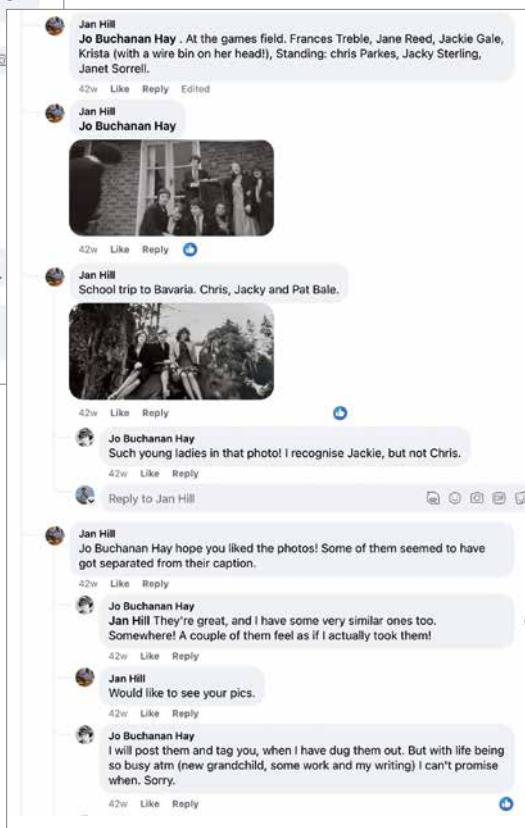 Jan Hill
Jo Buchanan Hay . At the games field. Frances Treble, Jane Reed, Jackie Gale,
Krista (with a wire bin on her head!), Standing: chris Parkes, Jacky Sterling,
Janet Sorrell.
42w Like Reply Edited
Jan Hill
Jo Buchanan Hay
42w Like Reply
Jan Hill
School trip to Bavaria. Chris, Jacky and Pat Bale.
42w Like Reply
Jo Buchanan Hay
Such young ladies in that photo! I recognise Jackie, but not Chris.
42w Like Reply
Reply to Jan Hill
Jan Hill
Jo Buchanan Hay hope you liked the photos! Some of them seemed to have
got separated from their caption.
42w Like Reply
Jo Buchanan Hay
Jan Hill They're great, and I have some very similar ones too.
Somewhere! A couple of them feel as if I actually took them!
42w Like Reply
Jan Hill
Would like to see your pics.
42w Like Reply
Jo Buchanan Hay
I will post them and tag you, when I have dug them out. But with life being
so busy atm (new grandchild, some work and my writing) I can't promise
when. Sorry.
42w Like Reply